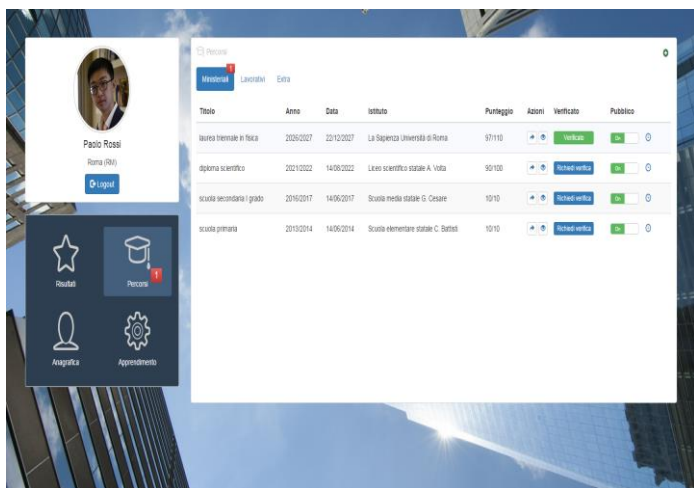 Paolo Rossi
Roma (RM)
Logout
Risultati
Percorsi
1
Anagrafica
Apprendimento
Percorsi
Ministeriali
1
Lavorativi
Extra
Titolo Anno Data Istituto Punteggio Azioni Verificato Pubblico
laurea triennale in fisica 2026/2027 22/12/2027 La Sapienza Università di Roma 97/110 Verificato On
diploma scientifico 2021/2022 14/08/2022 Liceo scientifico statale A. Volta 90/100 Richiedi verifica On
scuola secondaria I grado 2016/2017 14/06/2017 Scuola media statale G. Cesare 10/10 Richiedi verifica On
scuola primaria 2013/2014 14/06/2014 Scuola elementare statale C. Battisti 10/10 Richiedi verifica On